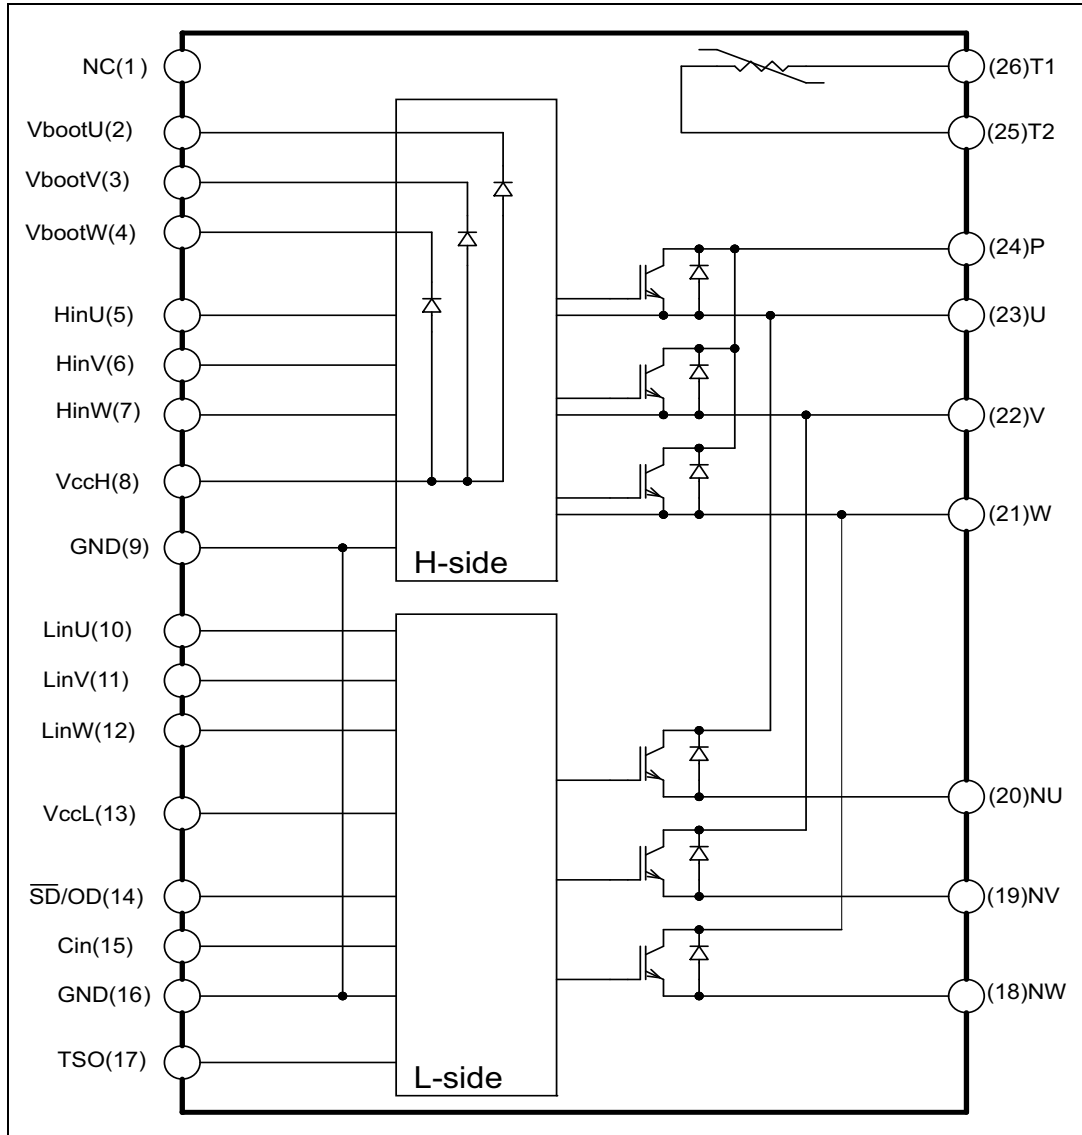 NC(1)
VbootU(2)
VbootV(3)
VbootW(4)
HinU(5)
HinV(6)
HinW(7)
VccH(8)
GND(9)
LinU(10)
LinV(11)
LinW(12)
VccL(13)
S̅D̅/OD(14)
Cin(15)
GND(16)
TSO(17)
H-side
L-side
(26)T1
(25)T2
(24)P
(23)U
(22)V
(21)W
(20)NU
(19)NV
(18)NW